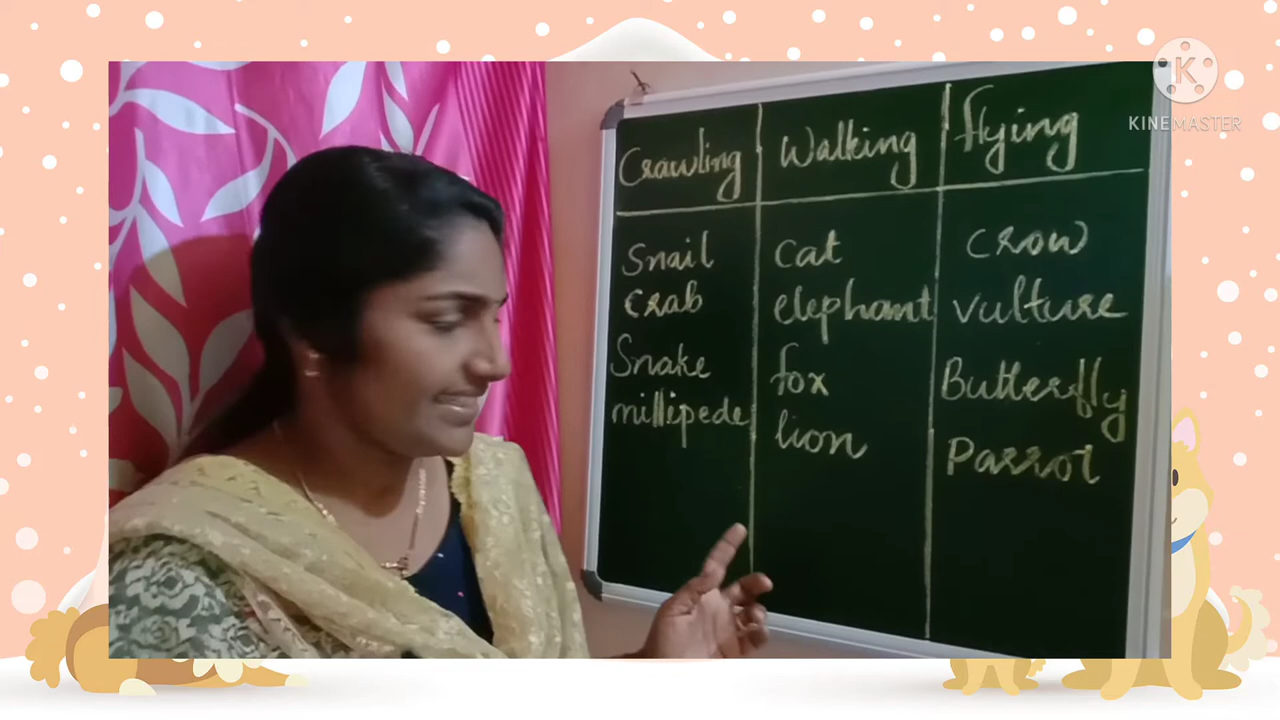 Crawling Walking flying
Snail cat crow
crab elephant vulture
Snake fox Butterfly
millipede lion Parrot
KINEMASTER